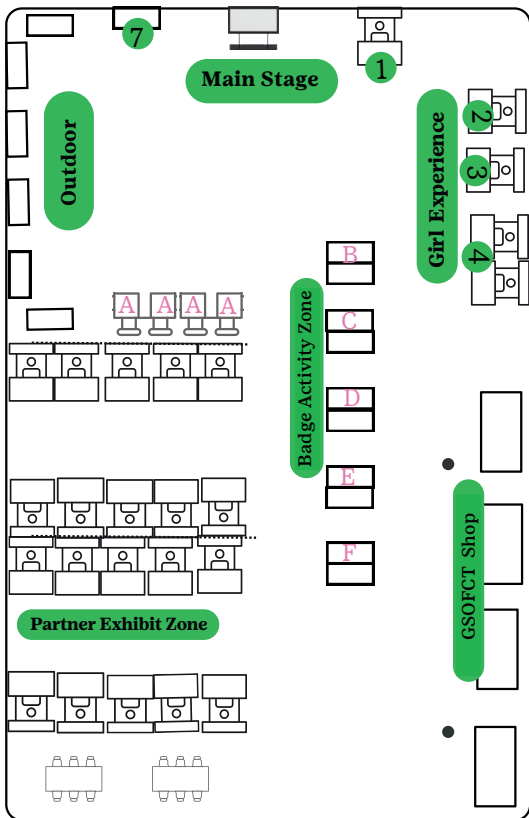 7
Main Stage
1
Outdoor
Girl Experience
2
3
4
A A A A
Badge Activity Zone
B
C
D
E
F
GSOFCT Shop
Partner Exhibit Zone